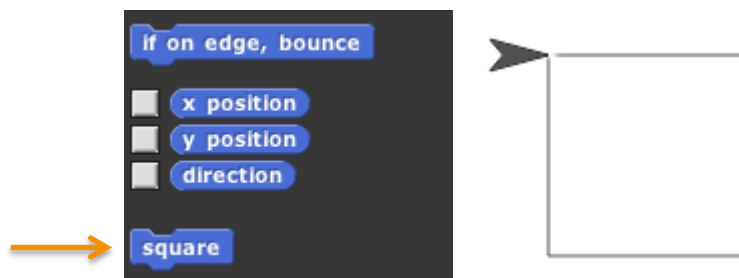 if on edge, bounce
x position
y position
direction
square